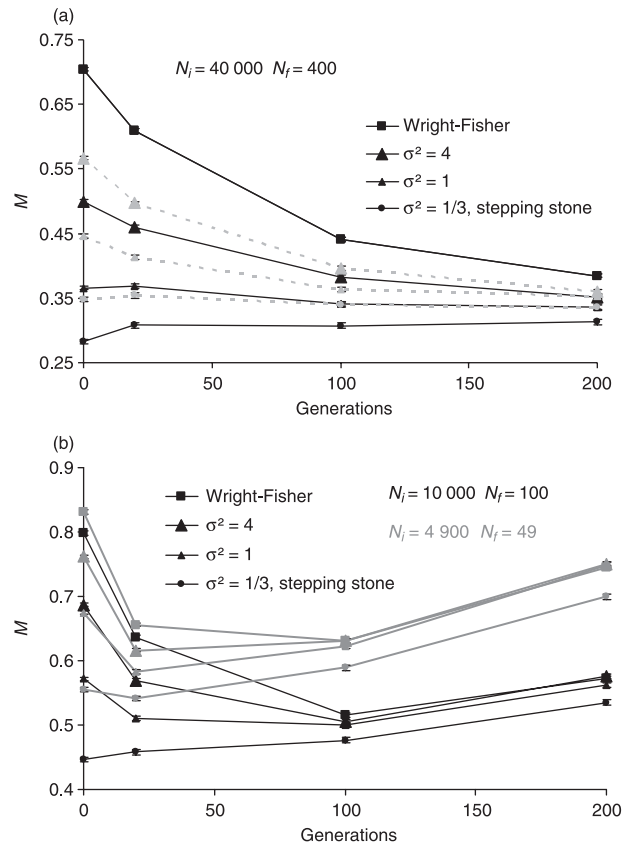 (a)
0.75
0.65
0.55
0.45
0.35
0.25
M
Nᵢ = 40 000 N_f = 400
Wright-Fisher
σ² = 4
σ² = 1
σ² = 1/3, stepping stone
0 50 100 150 200
Generations
(b)
0.9
0.8
0.7
0.6
0.5
0.4
M
Wright-Fisher
σ² = 4
σ² = 1
σ² = 1/3, stepping stone
Nᵢ = 10 000 N_f = 100
Nᵢ = 4 900 N_f = 49
0 50 100 150 200
Generations